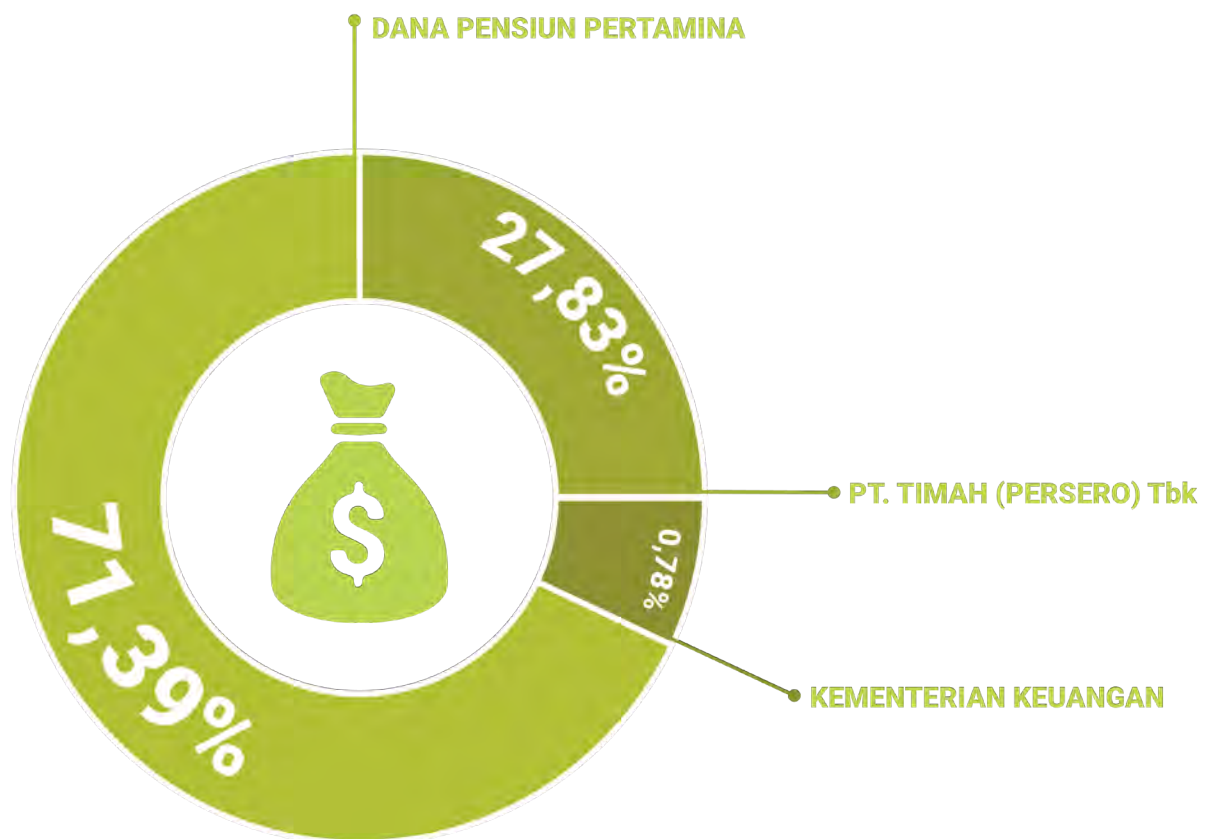 DANA PENSIUN PERTAMINA
27,83%
PT. TIMAH (PERSERO) Tbk
0,78%
KEMENTERIAN KEUANGAN
71,39%
$